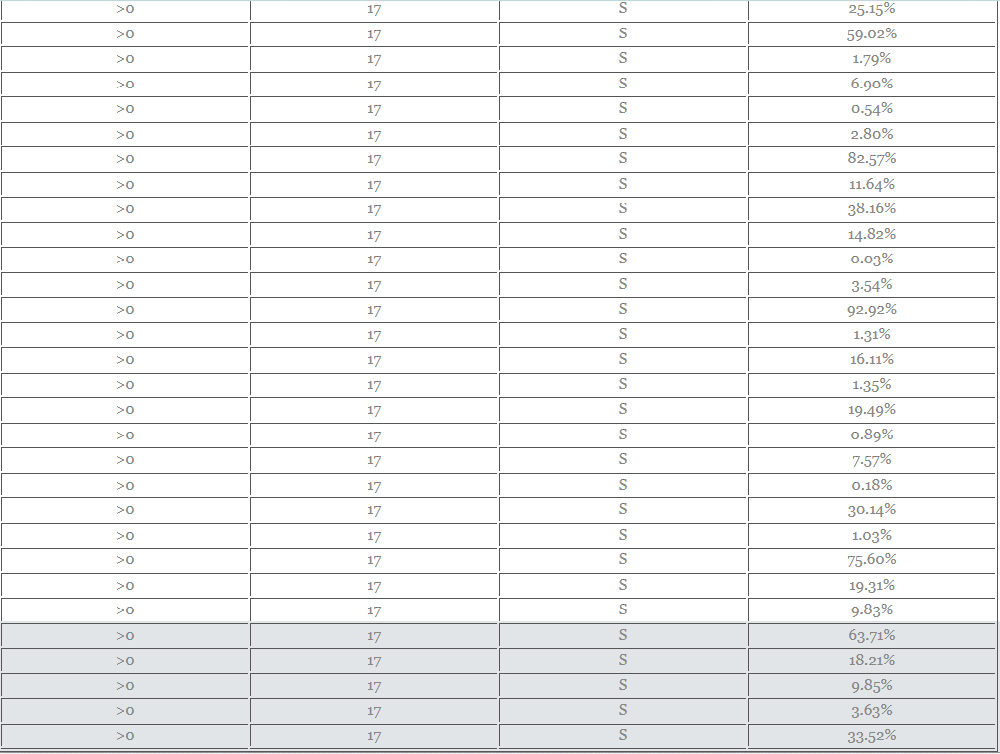 >0 17 S 25.15%
>0 17 S 59.02%
>0 17 S 1.79%
>0 17 S 6.90%
>0 17 S 0.54%
>0 17 S 2.80%
>0 17 S 82.57%
>0 17 S 11.64%
>0 17 S 38.16%
>0 17 S 14.82%
>0 17 S 0.03%
>0 17 S 3.54%
>0 17 S 92.92%
>0 17 S 1.31%
>0 17 S 16.11%
>0 17 S 1.35%
>0 17 S 19.49%
>0 17 S 0.89%
>0 17 S 7.57%
>0 17 S 0.18%
>0 17 S 30.14%
>0 17 S 1.03%
>0 17 S 75.60%
>0 17 S 19.31%
>0 17 S 9.83%
>0 17 S 63.71%
>0 17 S 18.21%
>0 17 S 9.85%
>0 17 S 3.63%
>0 17 S 33.52%